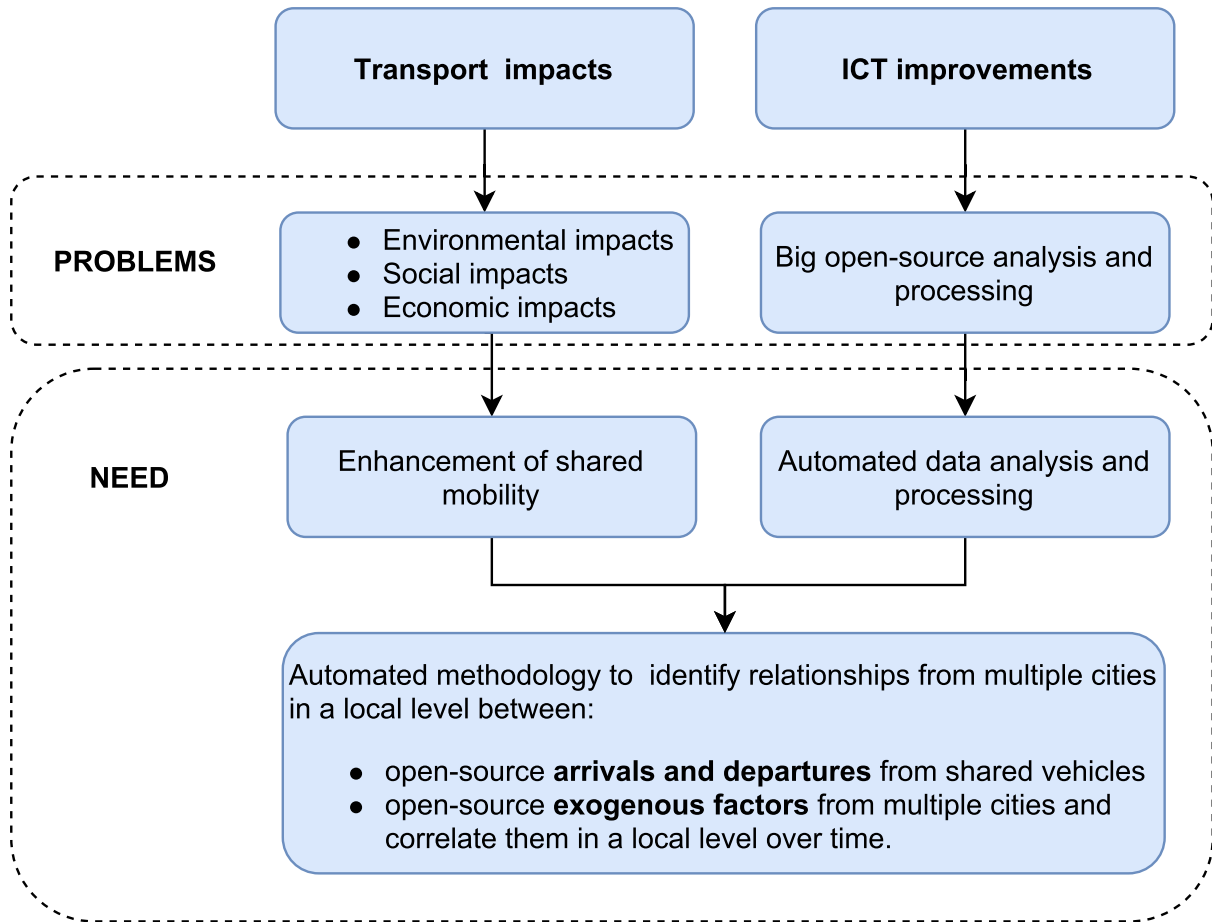 Transport  impacts
ICT improvements
PROBLEMS
● Environmental impacts
● Social impacts
● Economic impacts
Big open-source analysis and
processing
NEED
Enhancement of shared
mobility
Automated data analysis and
processing
Automated methodology to  identify relationships from multiple cities
in a local level between:
● open-source arrivals and departures from shared vehicles
● open-source exogenous factors from multiple cities and
correlate them in a local level over time.